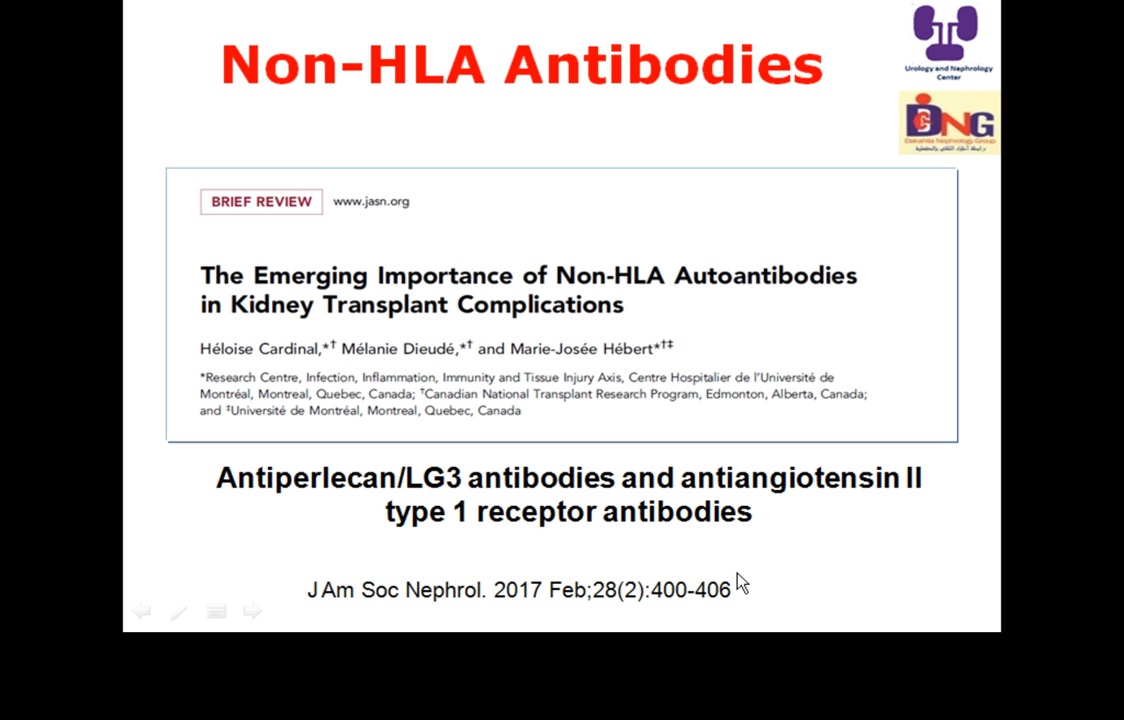 Non-HLA Antibodies
Urology and Nephrology
Center
DNG
Dakahlia Nephrology Group
BRIEF REVIEW www.jasn.org
The Emerging Importance of Non-HLA Autoantibodies
in Kidney Transplant Complications
Héloise Cardinal,*† Mélanie Dieudé,*† and Marie-Josée Hébert*†‡
*Research Centre, Infection, Inflammation, Immunity and Tissue Injury Axis, Centre Hospitalier de l'Université de
Montréal, Montreal, Quebec, Canada; †Canadian National Transplant Research Program, Edmonton, Alberta, Canada;
and ‡Université de Montréal, Montreal, Quebec, Canada
Antiperlecan/LG3 antibodies and antiangiotensin II
type 1 receptor antibodies
J Am Soc Nephrol. 2017 Feb;28(2):400-406